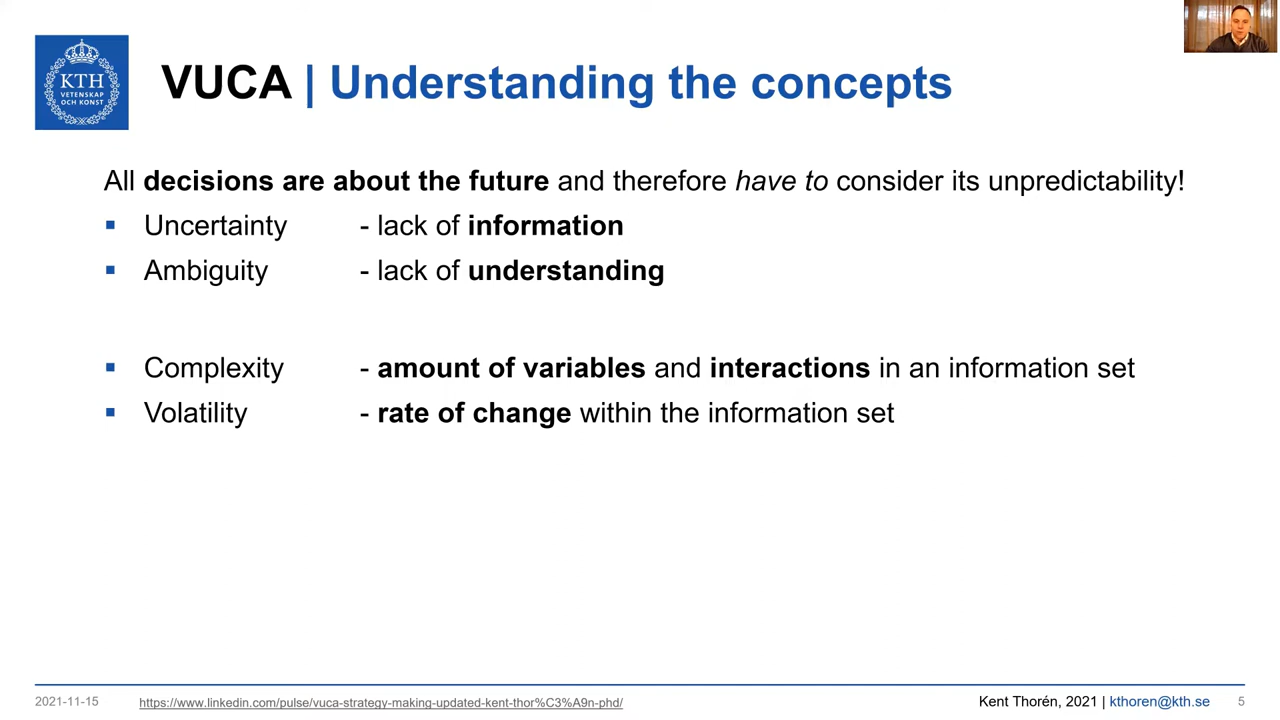 KTH
VETENSKAP
OCH KONST
VUCA | Understanding the concepts
All decisions are about the future and therefore have to consider its unpredictability!
▪ Uncertainty - lack of information
▪ Ambiguity - lack of understanding
▪ Complexity - amount of variables and interactions in an information set
▪ Volatility - rate of change within the information set
2021-11-15 https://www.linkedin.com/pulse/vuca-strategy-making-updated-kent-thor%C3%A9n-phd/ Kent Thorén, 2021 | kthoren@kth.se 5